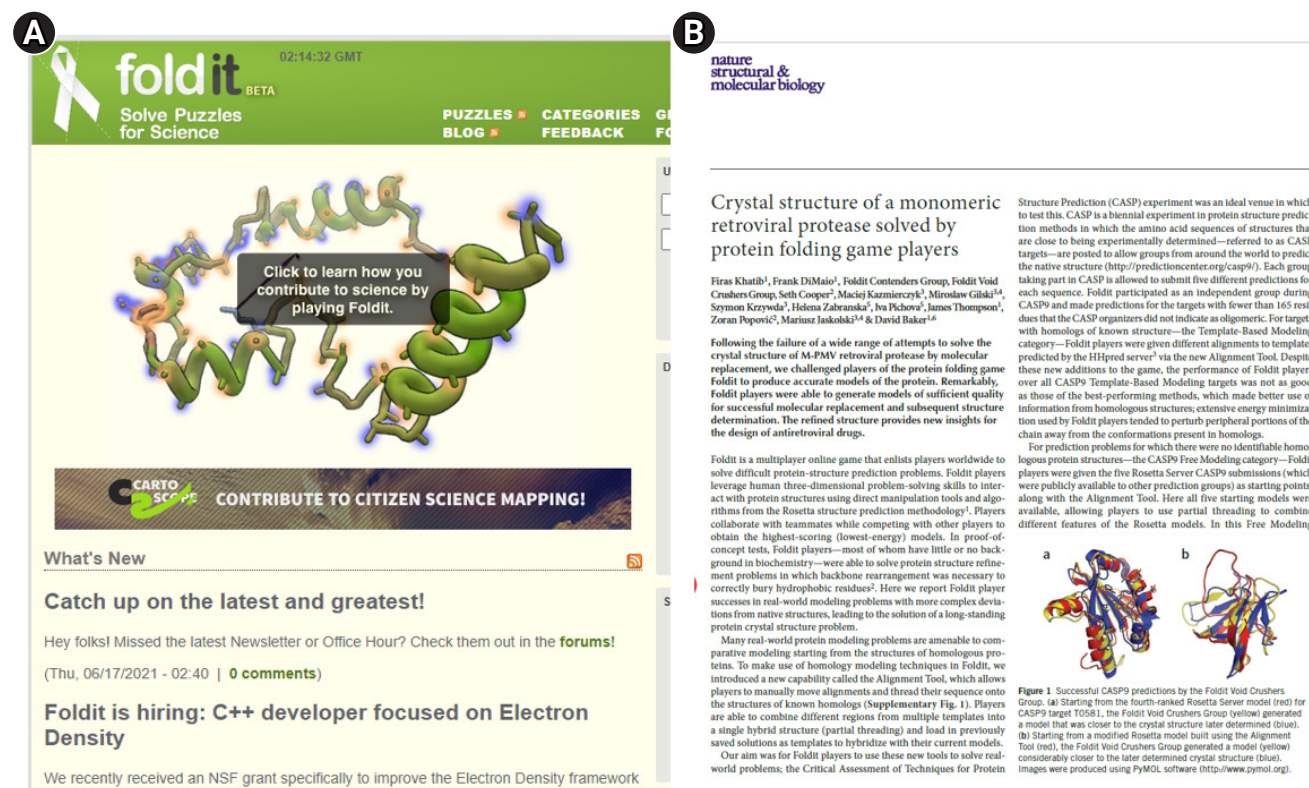 A
foldit BETA
02:14:32 GMT
Solve Puzzles
for Science
PUZZLES CATEGORIES
BLOG FEEDBACK
Click to learn how you
contribute to science by
playing Foldit.
CARTO
SCOPE
CONTRIBUTE TO CITIZEN SCIENCE MAPPING!
What's New
Catch up on the latest and greatest!
Hey folks! Missed the latest Newsletter or Office Hour? Check them out in the forums!
(Thu, 06/17/2021 - 02:40 | 0 comments)
Foldit is hiring: C++ developer focused on Electron
Density
We recently received an NSF grant specifically to improve the Electron Density framework
B
nature
structural &
molecular biology
Crystal structure of a monomeric
retroviral protease solved by
protein folding game players
Firas Khatib1, Frank DiMaio1, Foldit Contenders Group, Foldit Void
Crushers Group, Seth Cooper2, Maciej Kazmierczyk3, Miroslaw Gilski3,4,
Szymon Krzywda3, Helena Zabranska5, Iva Pichova5, James Thompson1,
Zoran Popović2, Mariusz Jaskolski3,4 & David Baker1,6
Following the failure of a wide range of attempts to solve the
crystal structure of M-PMV retroviral protease by molecular
replacement, we challenged players of the protein folding game
Foldit to produce accurate models of the protein. Remarkably,
Foldit players were able to generate models of sufficient quality
for successful molecular replacement and subsequent structure
determination. The refined structure provides new insights for
the design of antiretroviral drugs.
Foldit is a multiplayer online game that enlists players worldwide to
solve difficult protein-structure prediction problems. Foldit players
leverage human three-dimensional problem-solving skills to inter-
act with protein structures using direct manipulation tools and algo-
rithms from the Rosetta structure prediction methodology1. Players
collaborate with teammates while competing with other players to
obtain the highest-scoring (lowest-energy) models. In proof-of-
concept tests, Foldit players—most of whom have little or no back-
ground in biochemistry—were able to solve protein structure refine-
ment problems in which backbone rearrangement was necessary to
correctly bury hydrophobic residues2. Here we report Foldit player
successes in real-world modeling problems with more complex devia-
tions from native structures, leading to the solution of a long-standing
protein crystal structure problem.
Many real-world protein modeling problems are amenable to com-
parative modeling starting from the structures of homologous pro-
teins. To make use of homology modeling techniques in Foldit, we
introduced a new capability called the Alignment Tool, which allows
players to manually move alignments and thread their sequence onto
the structures of known homologs (Supplementary Fig. 1). Players
are able to combine different regions from multiple templates into
a single hybrid structure (partial threading) and load in previously
saved solutions as templates to hybridize with their current models.
Our aim was for Foldit players to use these new tools to solve real-
world problems; the Critical Assessment of Techniques for Protein
Structure Prediction (CASP) experiment was an ideal venue in which
to test this. CASP is a biennial experiment in protein structure predic
tion methods in which the amino acid sequences of structures tha
are close to being experimentally determined—referred to as CASP
targets—are posted to allow groups from around the world to predic
the native structure (http://predictioncenter.org/casp9/). Each group
taking part in CASP is allowed to submit five different predictions fo
each sequence. Foldit participated as an independent group during
CASP9 and made predictions for the targets with fewer than 165 resi
dues that the CASP organizers did not indicate as oligomeric. For target
with homologs of known structure—the Template-Based Modeling
category—Foldit players were given different alignments to template
predicted by the HHpred server3 via the new Alignment Tool. Despit
these new additions to the game, the performance of Foldit player
over all CASP9 Template-Based Modeling targets was not as good
as those of the best-performing methods, which made better use o
information from homologous structures; extensive energy minimiza
tion used by Foldit players tended to perturb peripheral portions of the
chain away from the conformations present in homologs.
For prediction problems for which there were no identifiable homo
logous protein structures—the CASP9 Free Modeling category—Foldi
players were given the five Rosetta Server CASP9 submissions (which
were publicly available to other prediction groups) as starting points
along with the Alignment Tool. Here all five starting models were
available, allowing players to use partial threading to combine
different features of the Rosetta models. In this Free Modeling
a b
Figure 1 Successful CASP9 predictions by the Foldit Void Crushers
Group. (a) Starting from the fourth-ranked Rosetta Server model (red) for
CASP9 target T0581, the Foldit Void Crushers Group (yellow) generated
a model that was closer to the crystal structure later determined (blue).
(b) Starting from a modified Rosetta model built using the Alignment
Tool (red), the Foldit Void Crushers Group generated a model (yellow)
considerably closer to the later determined crystal structure (blue).
Images were produced using PyMOL software (http://www.pymol.org).